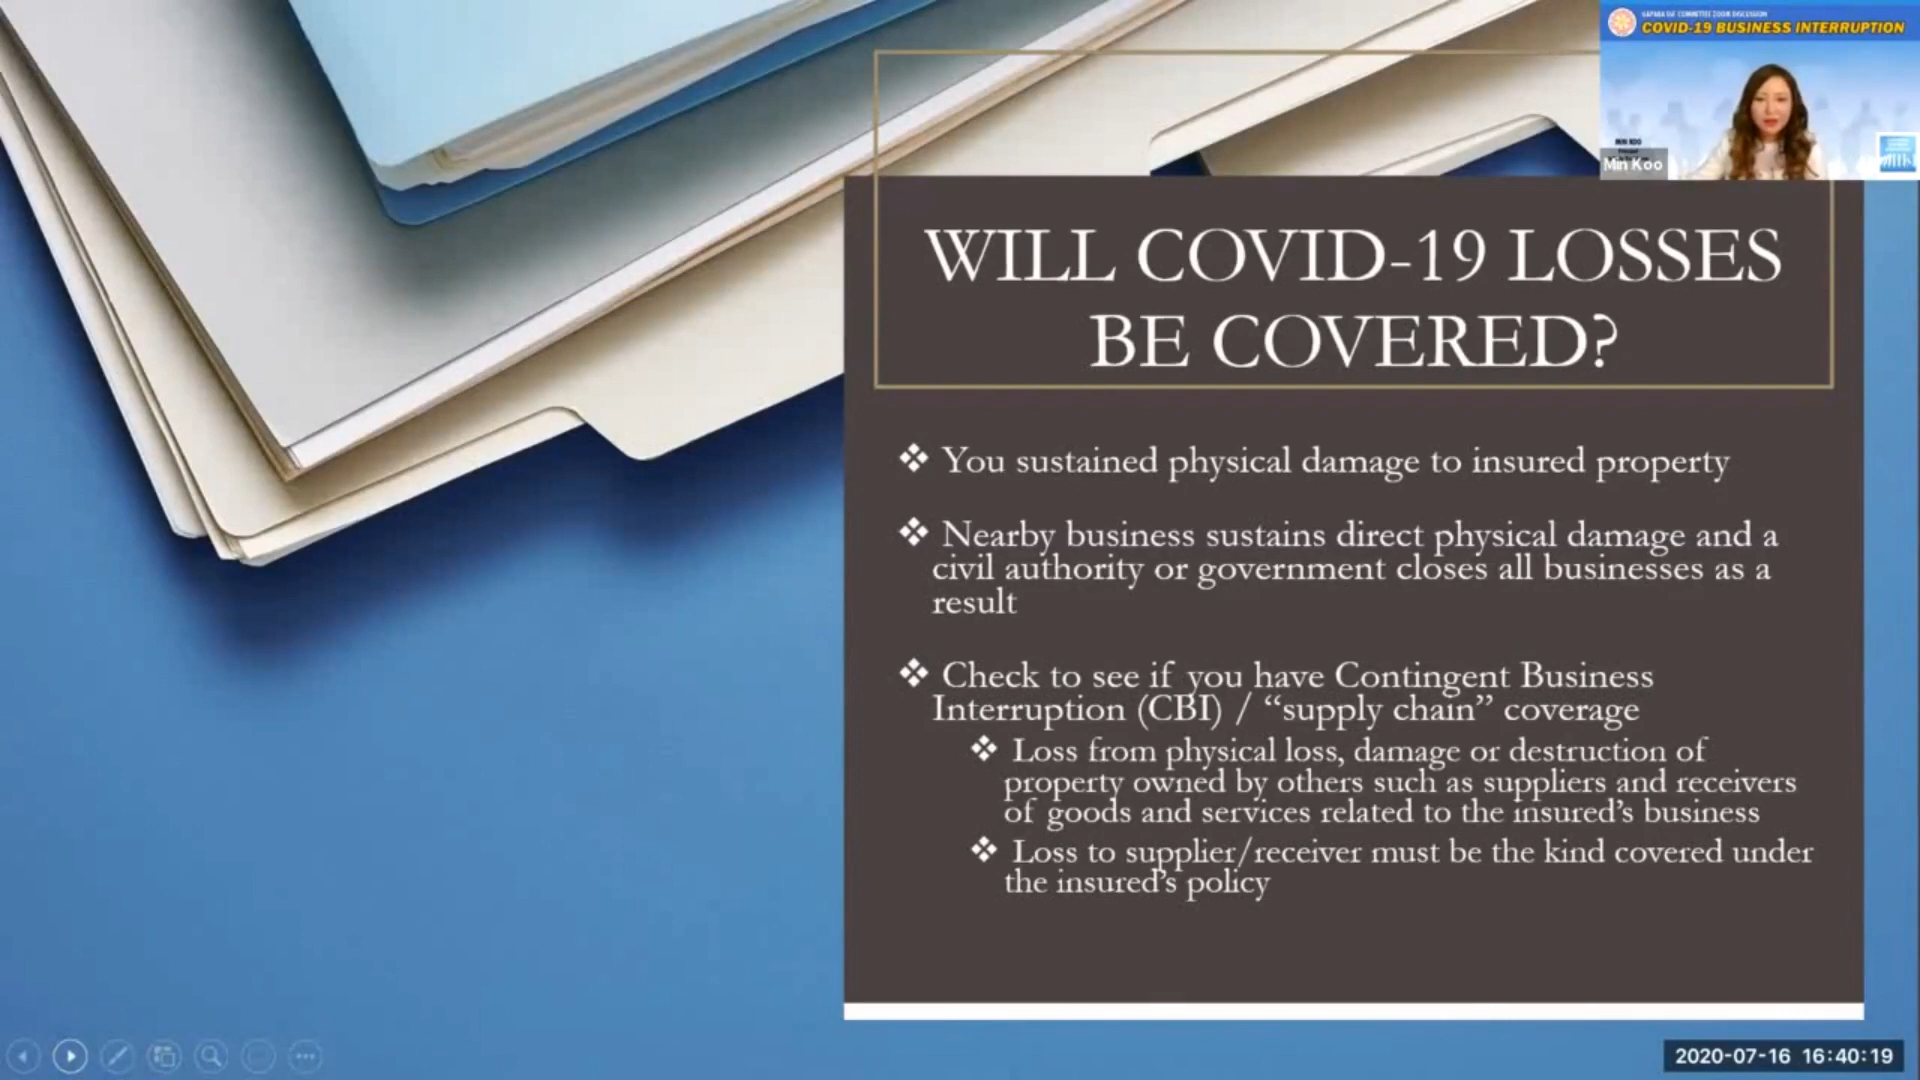 COVID-19 BUSINESS INTERRUPTION
MIN KOO
Min Koo
WILL COVID-19 LOSSES
BE COVERED?
❖ You sustained physical damage to insured property
❖ Nearby business sustains direct physical damage and a
civil authority or government closes all businesses as a
result
❖ Check to see if you have Contingent Business
Interruption (CBI) / “supply chain” coverage
❖ Loss from physical loss, damage or destruction of
property owned by others such as suppliers and receivers
of goods and services related to the insured’s business
❖ Loss to supplier/receiver must be the kind covered under
the insured’s policy
2020-07-16 16:40:19